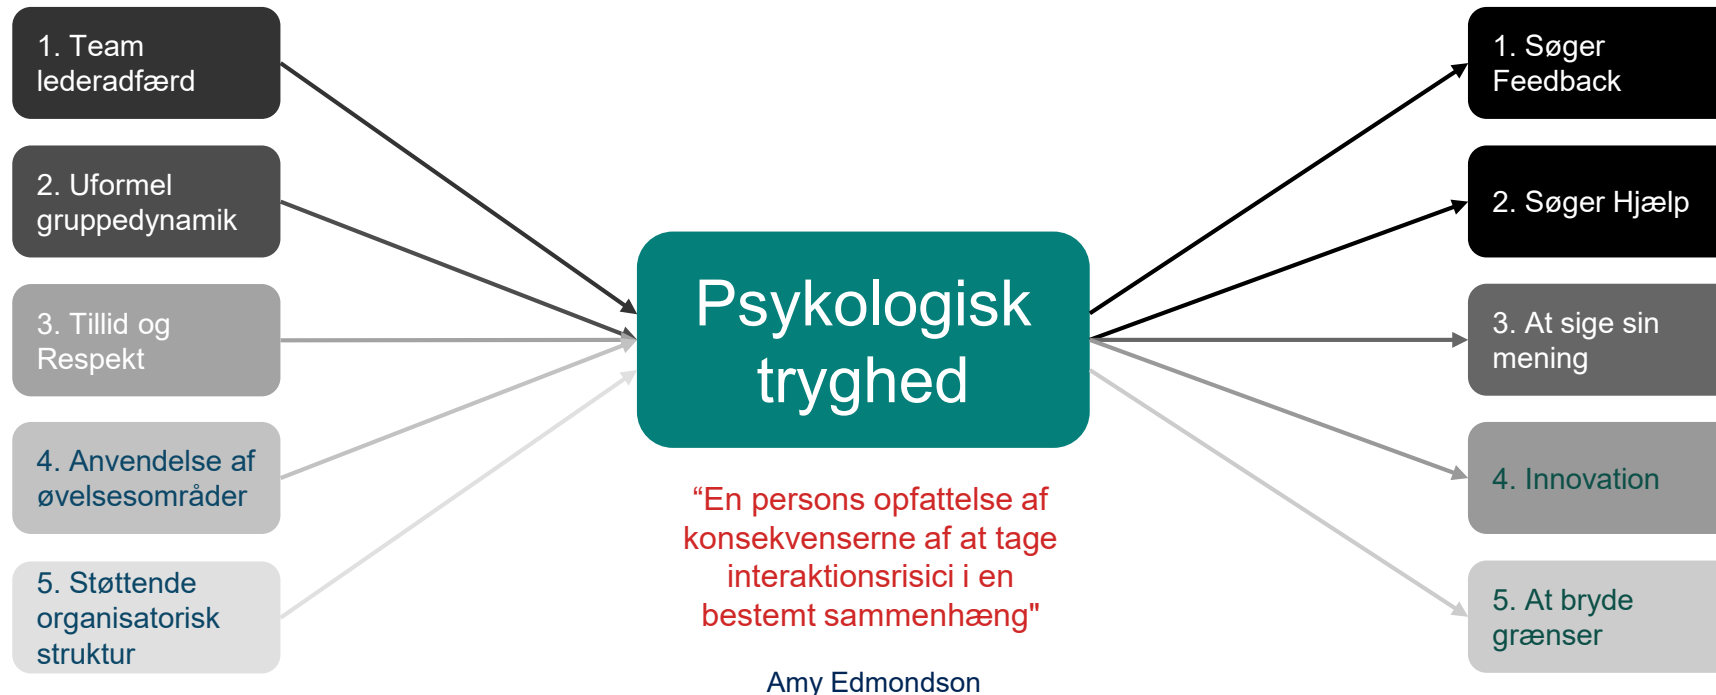 1. Team
lederadfærd
2. Uformel
gruppedynamik
3. Tillid og
Respekt
4. Anvendelse af
øvelsesområder
5. Støttende
organisatorisk
struktur
Psykologisk
tryghed
“En persons opfattelse af
konsekvenserne af at tage
interaktionsrisici i en
bestemt sammenhæng"
Amy Edmondson
1. Søger
Feedback
2. Søger Hjælp
3. At sige sin
mening
4. Innovation
5. At bryde
grænser